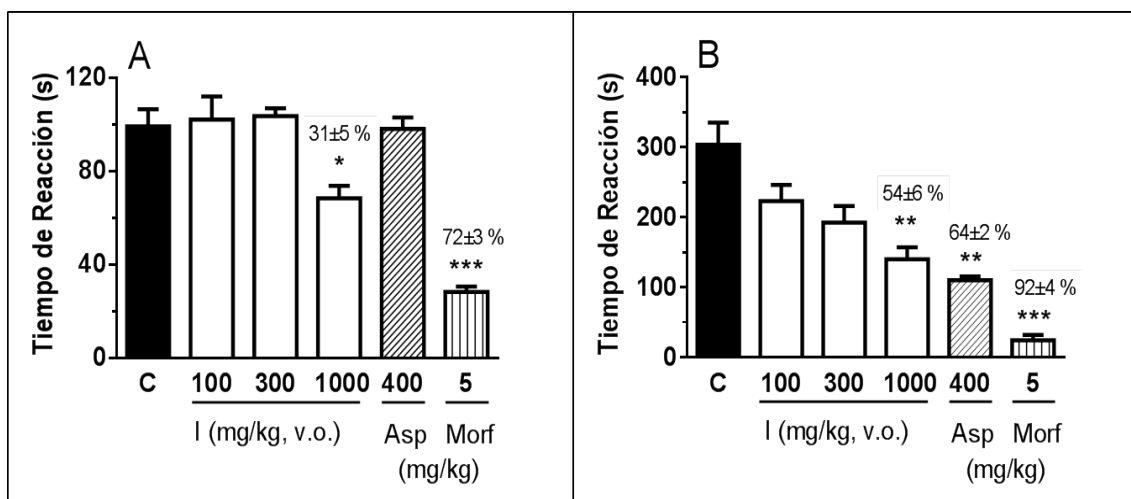 A
Tiempo de Reacción (s)
120
80
40
0
31±5 %
*
72±3 %
***
C 100 300 1000 400 5
I (mg/kg, v.o.) Asp Morf
(mg/kg)
B
Tiempo de Reacción (s)
400
300
200
100
0
54±6 %
**
64±2 %
**
92±4 %
***
C 100 300 1000 400 5
I (mg/kg, v.o.) Asp Morf
(mg/kg)